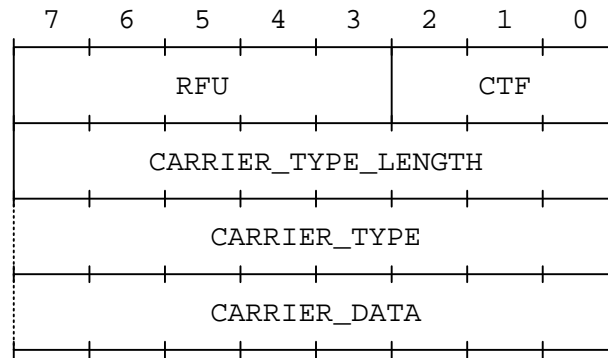 7 6 5 4 3 2 1 0
RFU CTF
CARRIER_TYPE_LENGTH
CARRIER_TYPE
CARRIER_DATA